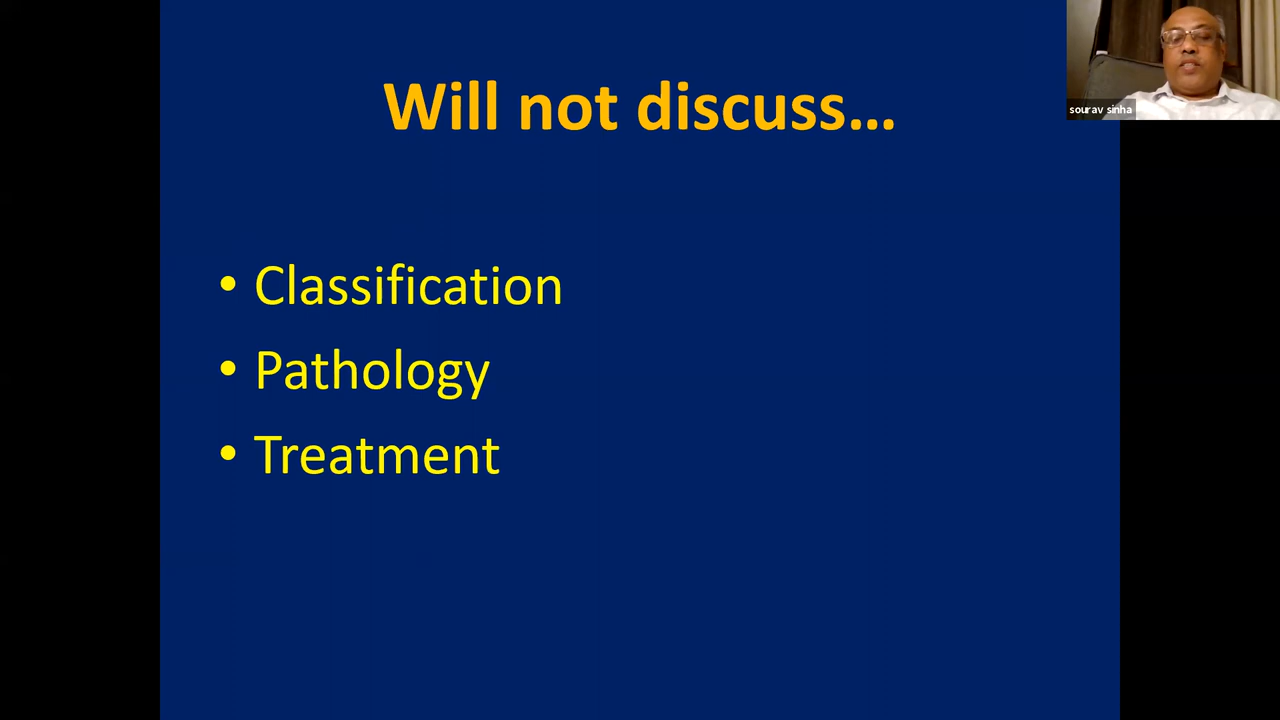 Will not discuss...
sourav sinha
• Classification
• Pathology
• Treatment